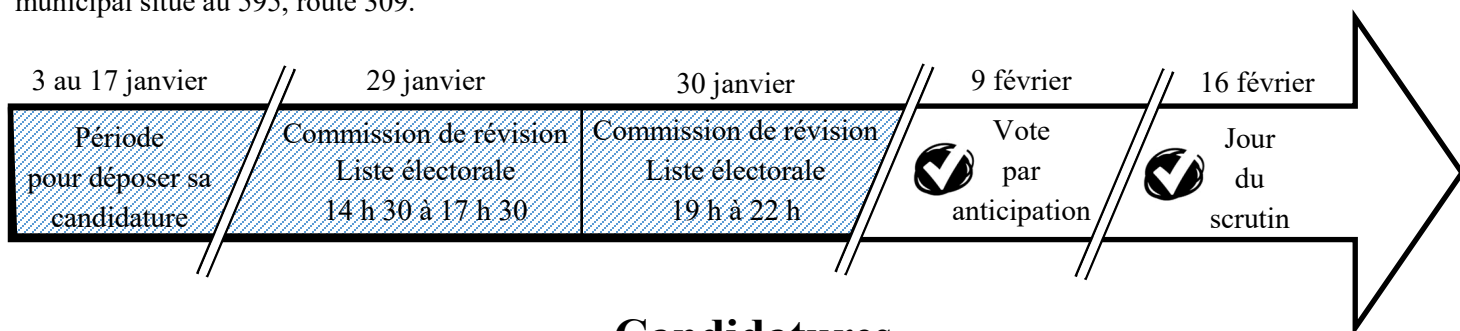 municipal situé au 595, route 309.
3 au 17 janvier
29 janvier
30 janvier
9 février
16 février
Période
pour déposer sa
candidature
Commission de révision
Liste électorale
14 h 30 à 17 h 30
Commission de révision
Liste électorale
19 h à 22 h
Vote
par
anticipation
Jour
du
scrutin
Candidatures